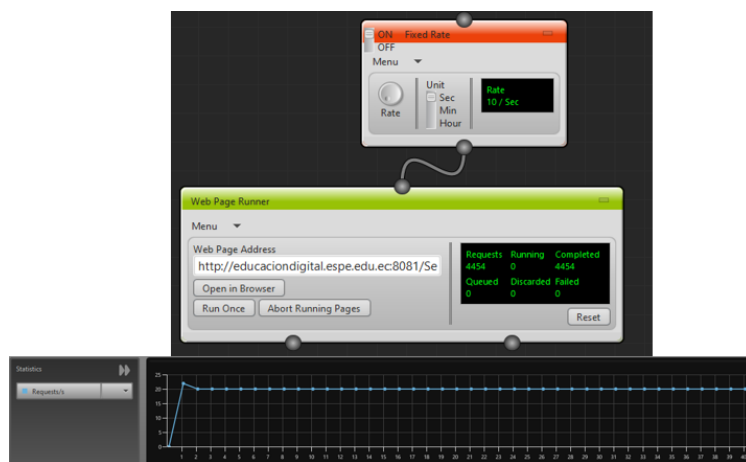 ON Fixed Rate
OFF
Menu
Unit
Sec
Min
Hour
Rate
Rate
10 / Sec
Web Page Runner
Menu
Web Page Address
http://educaciondigital.espe.edu.ec:8081/Se
Open in Browser
Run Once Abort Running Pages
Requests Running Completed
4454 0 4454
Queued Discarded Failed
0 0 0
Reset
Statistics
Requests/s
25
20
15
10
5
0
1 2 3 4 5 6 7 8 9 10 11 12 13 14 15 16 17 18 19 20 21 22 23 24 25 26 27 28 29 30 31 32 33 34 35 36 37 38 39 40